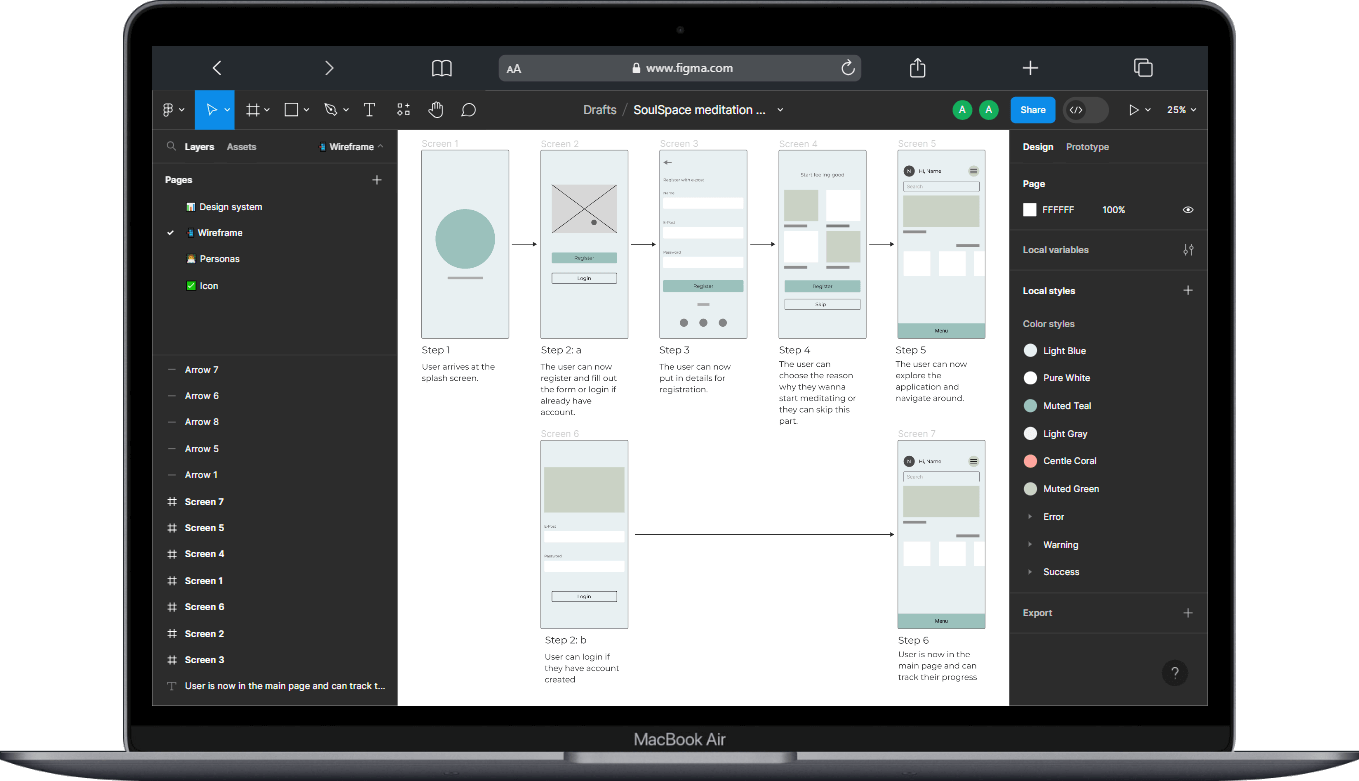 AA
www.figma.com
Drafts / SoulSpace meditation ...
A
A
Share
25%
Layers
Assets
Wireframe
Pages
Design system
Wireframe
Personas
Icon
Arrow 7
Arrow 6
Arrow 8
Arrow 5
Arrow 1
Screen 7
Screen 5
Screen 4
Screen 1
Screen 6
Screen 2
Screen 3
User is now in the main page and can track t...
Screen 1
Step 1
User arrives at the
splash screen.
Screen 2
Register
Login
Step 2: a
The user can now
register and fill out
the form or login if
already have
account.
Screen 3
Name
E-Post
Password
Register
Step 3
The user can now
put in details for
registration.
Screen 4
Start feeling good
Register
Skip
Step 4
The user can
choose the reason
why they wanna
start meditating or
they can skip this
part.
Screen 5
N
Hi, Name
Search
Menu
Step 5
The user can now
explore the
application and
navigate around.
Screen 6
E-Post
Password
Login
Step 2: b
User can login if
they have account
created
Screen 7
N
Hi, Name
Search
Menu
Step 6
User is now in the
main page and can
track their progress
Design
Prototype
Page
FFFFFF
100%
Local variables
Local styles
Color styles
Light Blue
Pure White
Muted Teal
Light Gray
Centle Coral
Muted Green
Error
Warning
Success
Export
?
MacBook Air